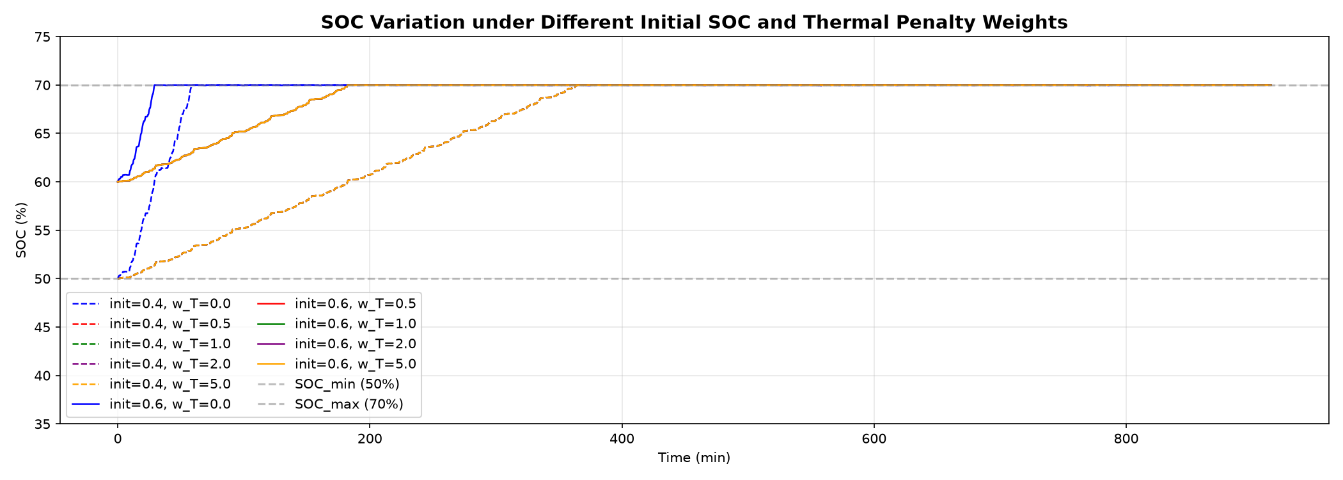 SOC Variation under Different Initial SOC and Thermal Penalty Weights
75
70
65
60
55
50
45
40
35
SOC (%)
init=0.4, w_T=0.0
init=0.4, w_T=0.5
init=0.4, w_T=1.0
init=0.4, w_T=2.0
init=0.4, w_T=5.0
init=0.6, w_T=0.0
init=0.6, w_T=0.5
init=0.6, w_T=1.0
init=0.6, w_T=2.0
init=0.6, w_T=5.0
SOC_min (50%)
SOC_max (70%)
0 200 400 600 800
Time (min)